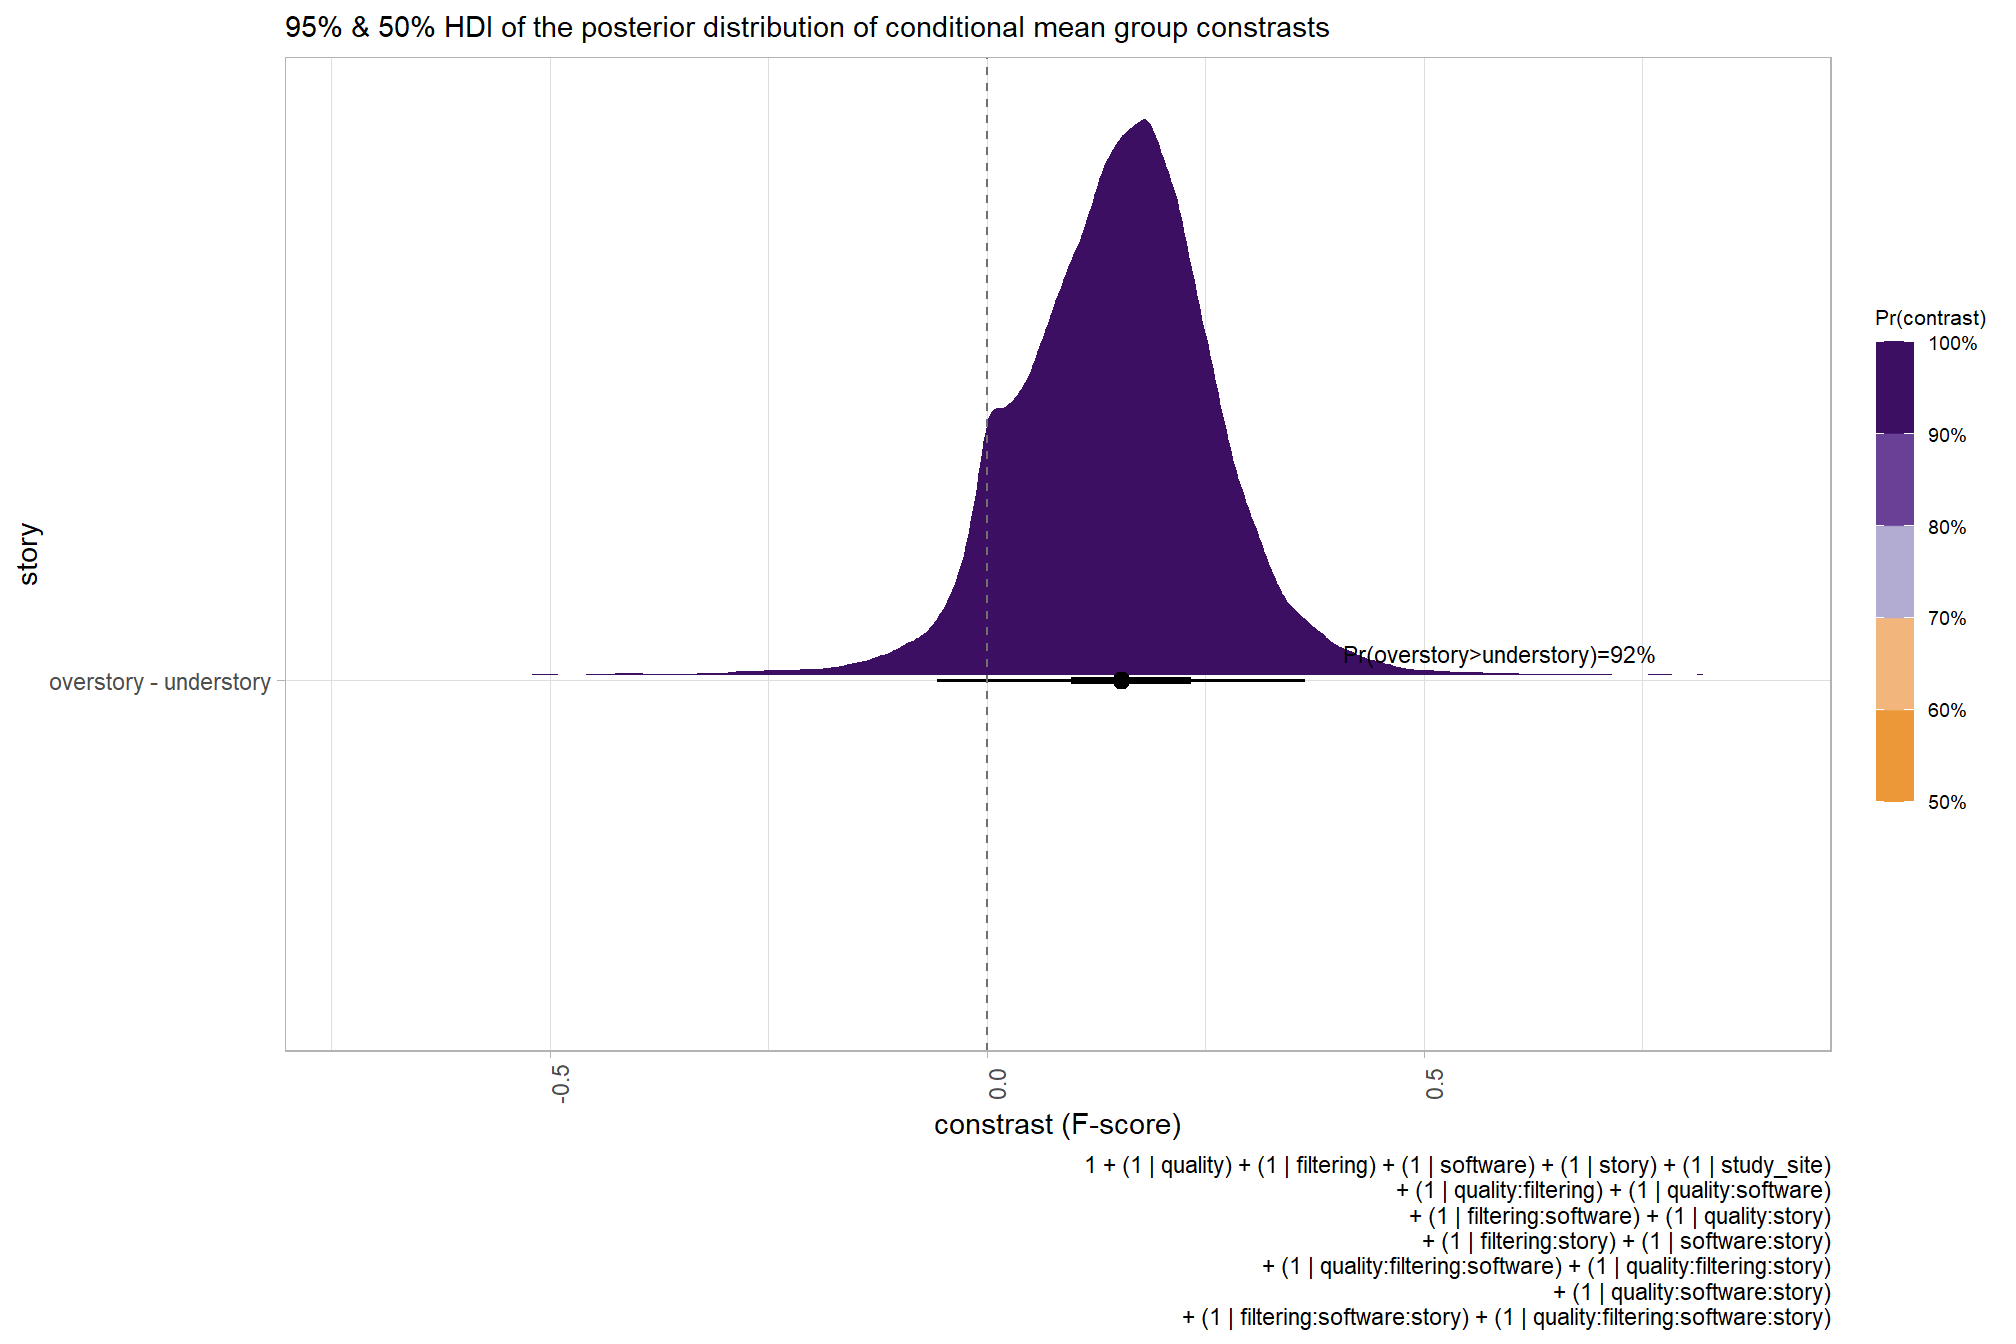 95% & 50% HDI of the posterior distribution of conditional mean group constrasts
story
overstory - understory
Pr(overstory>understory)=92%
Pr(contrast)
100%
90%
80%
70%
60%
50%
-0.5
0.0
0.5
constrast (F-score)
1 + (1 | quality) + (1 | filtering) + (1 | software) + (1 | story) + (1 | study_site)
+ (1 | quality:filtering) + (1 | quality:software)
+ (1 | filtering:software) + (1 | quality:story)
+ (1 | filtering:story) + (1 | software:story)
+ (1 | quality:filtering:software) + (1 | quality:filtering:story)
+ (1 | quality:software:story)
+ (1 | filtering:software:story) + (1 | quality:filtering:software:story)